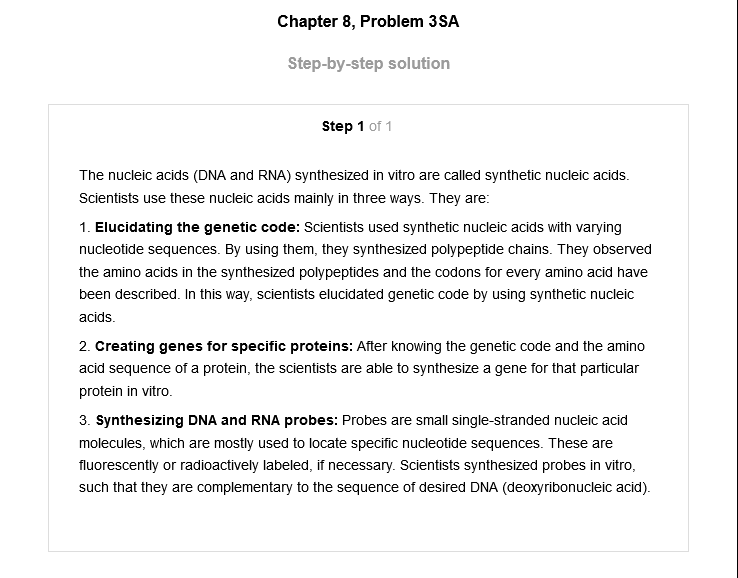 Chapter 8, Problem 3SA
Step-by-step solution
Step 1 of 1
The nucleic acids (DNA and RNA) synthesized in vitro are called synthetic nucleic acids.
Scientists use these nucleic acids mainly in three ways. They are:
1. Elucidating the genetic code: Scientists used synthetic nucleic acids with varying
nucleotide sequences. By using them, they synthesized polypeptide chains. They observed
the amino acids in the synthesized polypeptides and the codons for every amino acid have
been described. In this way, scientists elucidated genetic code by using synthetic nucleic
acids.
2. Creating genes for specific proteins: After knowing the genetic code and the amino
acid sequence of a protein, the scientists are able to synthesize a gene for that particular
protein in vitro.
3. Synthesizing DNA and RNA probes: Probes are small single-stranded nucleic acid
molecules, which are mostly used to locate specific nucleotide sequences. These are
fluorescently or radioactively labeled, if necessary. Scientists synthesized probes in vitro,
such that they are complementary to the sequence of desired DNA (deoxyribonucleic acid).